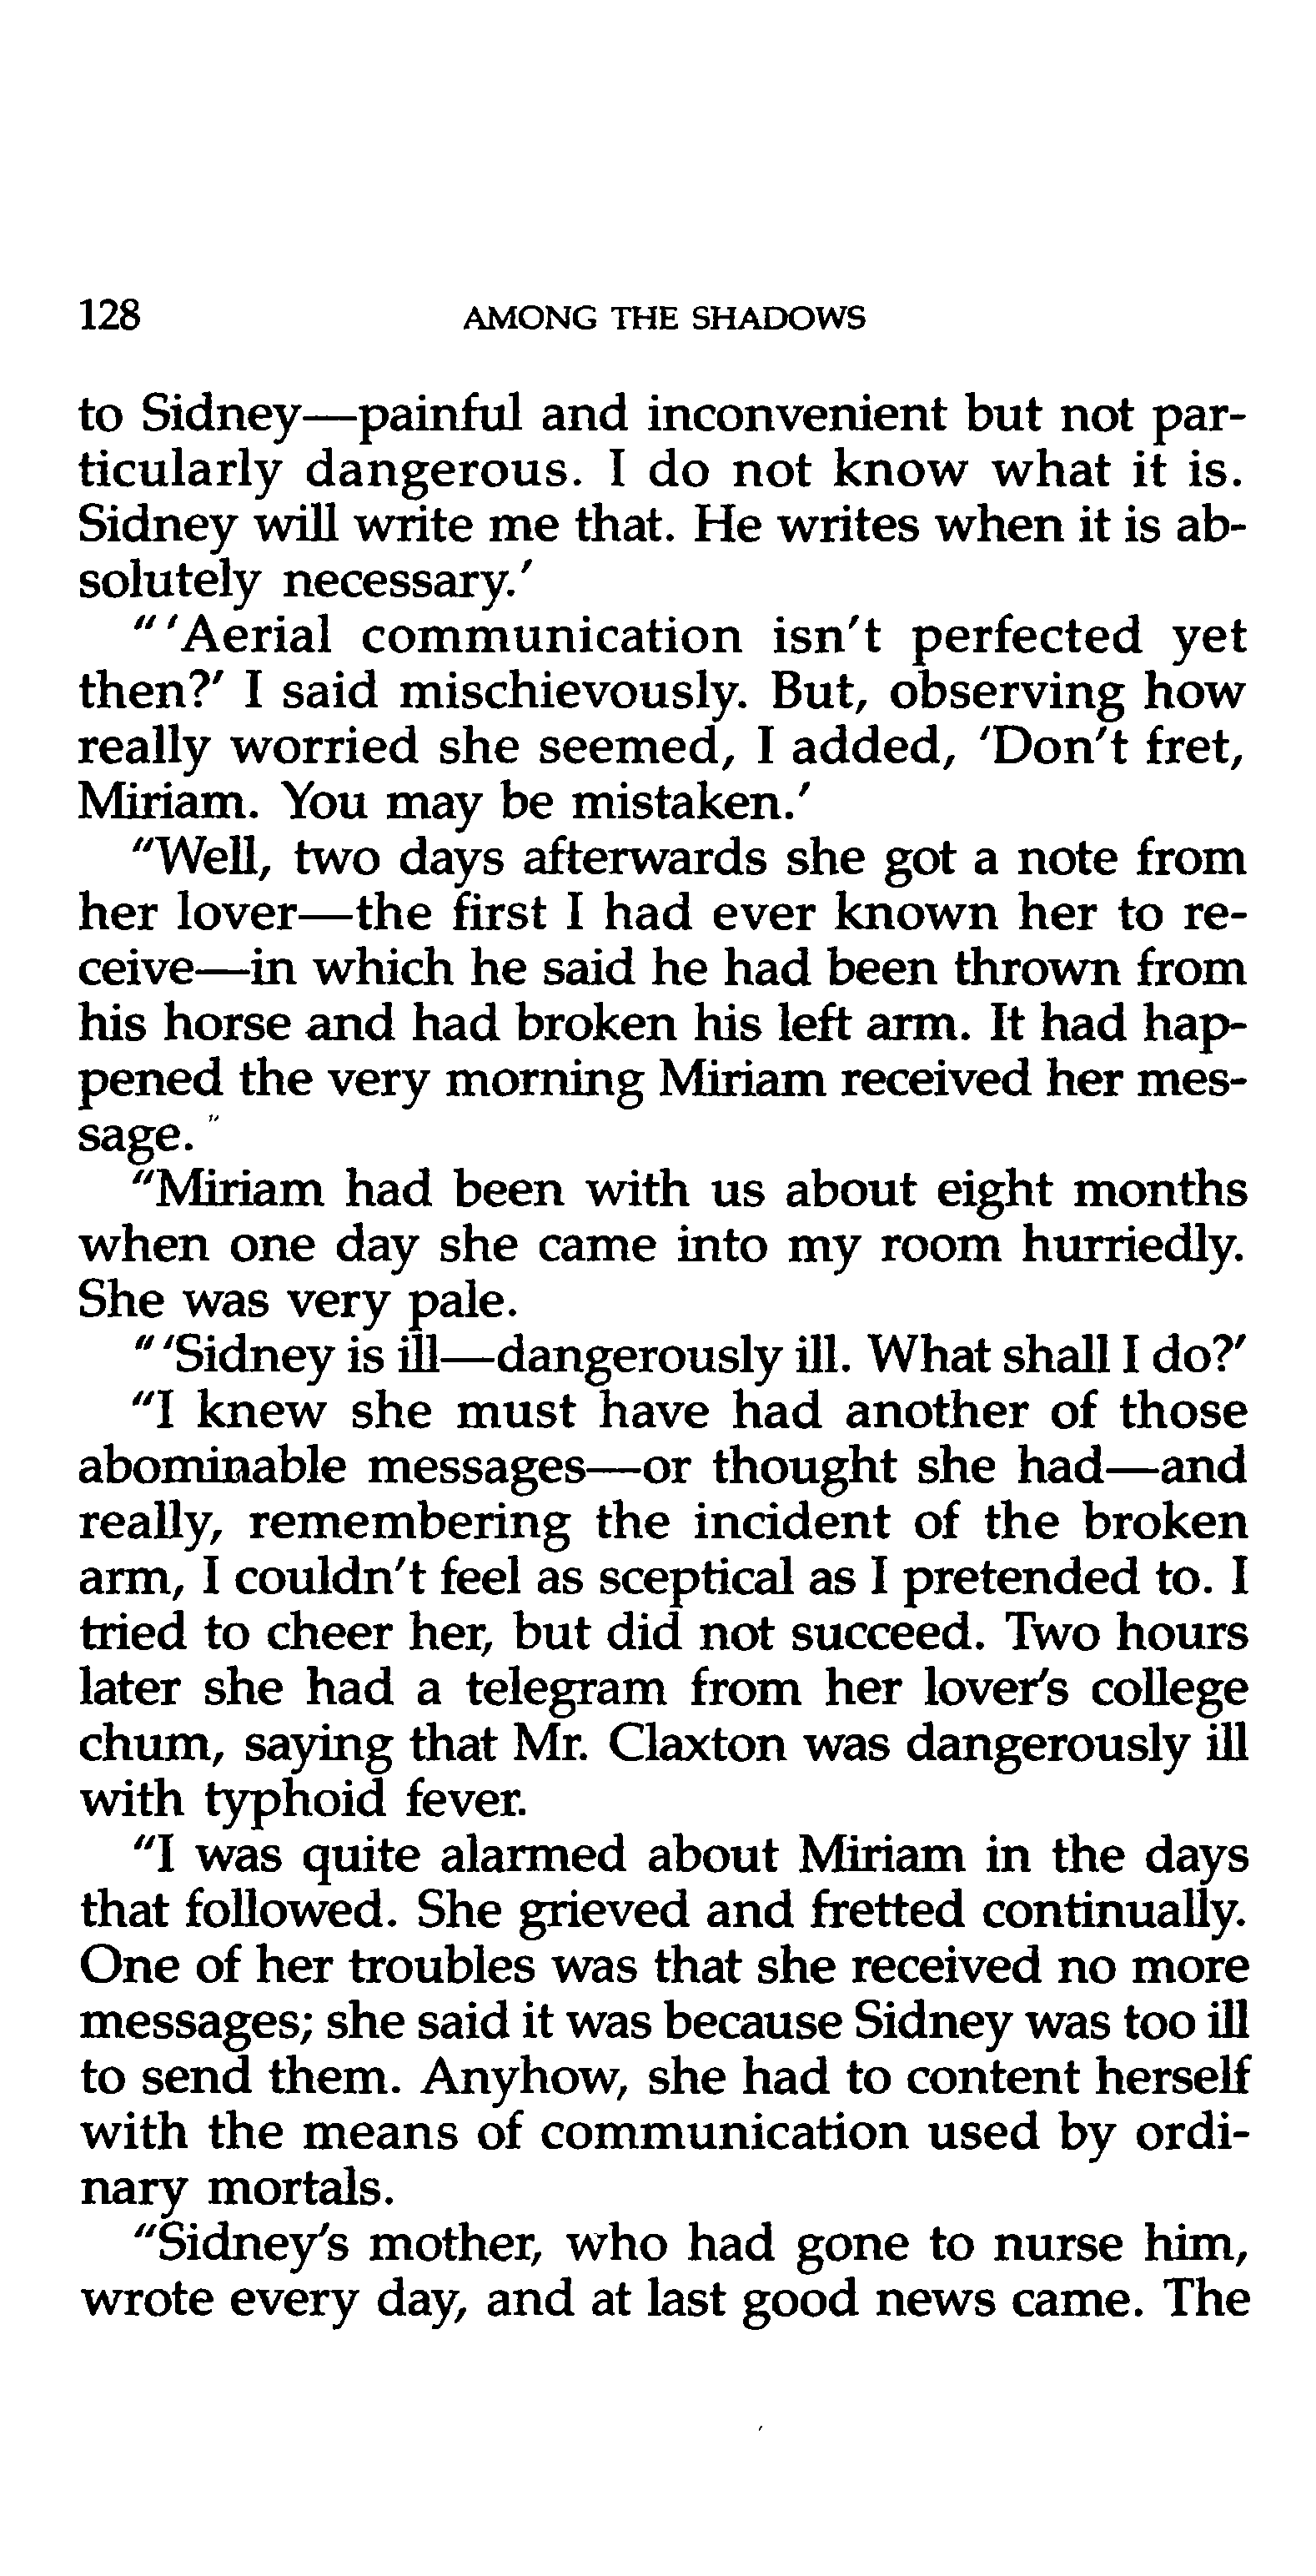 128 AMONG THE SHADOWS
to Sidney—painful and inconvenient but not par-
ticularly dangerous. I do not know what it is.
Sidney will write me that. He writes when it is ab-
solutely necessary.'
"'Aerial communication isn't perfected yet
then?' I said mischievously. But, observing how
really worried she seemed, I added, 'Don't fret,
Miriam. You may be mistaken.'
"Well, two days afterwards she got a note from
her lover—the first I had ever known her to re-
ceive—in which he said he had been thrown from
his horse and had broken his left arm. It had hap-
pened the very morning Miriam received her mes-
sage."
"Miriam had been with us about eight months
when one day she came into my room hurriedly.
She was very pale.
"'Sidney is ill—dangerously ill. What shall I do?'
"I knew she must have had another of those
abominable messages—or thought she had—and
really, remembering the incident of the broken
arm, I couldn't feel as sceptical as I pretended to. I
tried to cheer her, but did not succeed. Two hours
later she had a telegram from her lover's college
chum, saying that Mr. Claxton was dangerously ill
with typhoid fever.
"I was quite alarmed about Miriam in the days
that followed. She grieved and fretted continually.
One of her troubles was that she received no more
messages; she said it was because Sidney was too ill
to send them. Anyhow, she had to content herself
with the means of communication used by ordi-
nary mortals.
"Sidney's mother, who had gone to nurse him,
wrote every day, and at last good news came. The